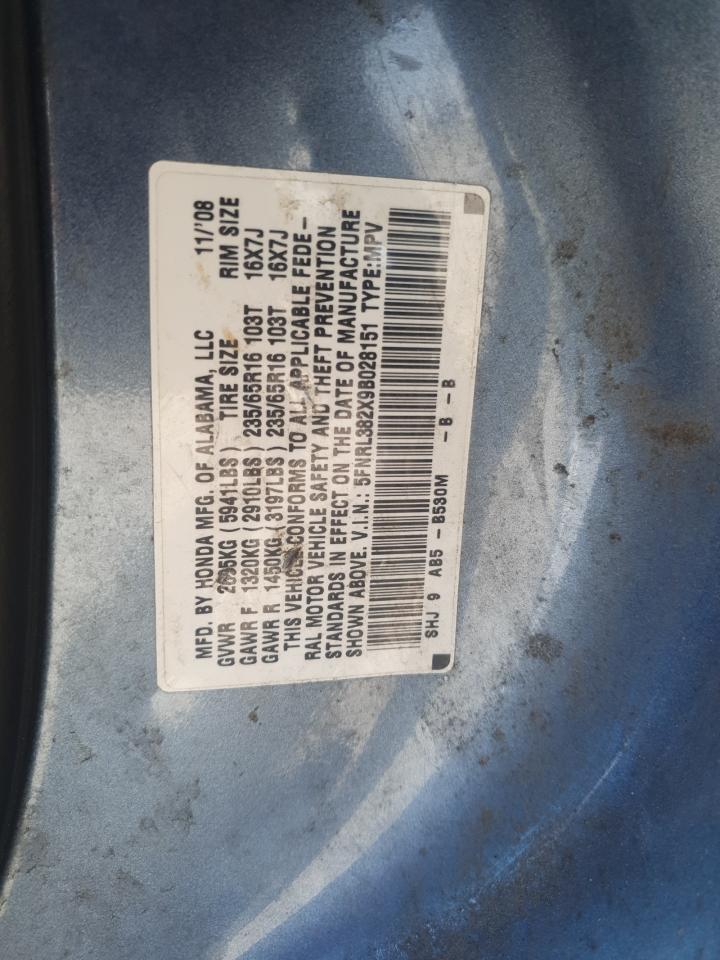 MFD. BY HONDA MFG. OF ALABAMA, LLC 11/'08
GVWR 2695KG (5941LBS) TIRE SIZE RIM SIZE
GAWR F 1320KG (2910LBS) 235/65R16 103T 16X7J
GAWR R 1450KG (3197LBS) 235/65R16 103T 16X7J
THIS VEHICLE CONFORMS TO ALL APPLICABLE FEDE-
RAL MOTOR VEHICLE SAFETY AND THEFT PREVENTION
STANDARDS IN EFFECT ON THE DATE OF MANUFACTURE
SHOWN ABOVE. V.I.N.: 5FNRL382X9B028151 TYPE:MPV
SHJ 9 AB5 - B530M - B - B